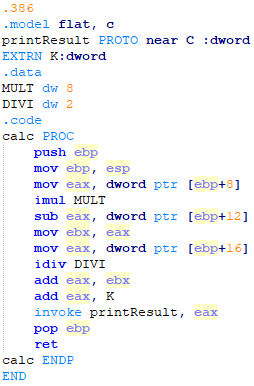 .386
.model flat, c
printResult PROTO near C :dword
EXTRN K:dword
.data
MULT dw 8
DIVI dw 2
.code
calc PROC
push ebp
mov ebp, esp
mov eax, dword ptr [ebp+8]
imul MULT
sub eax, dword ptr [ebp+12]
mov ebx, eax
mov eax, dword ptr [ebp+16]
idiv DIVI
add eax, ebx
add eax, K
invoke printResult, eax
pop ebp
ret
calc ENDP
END